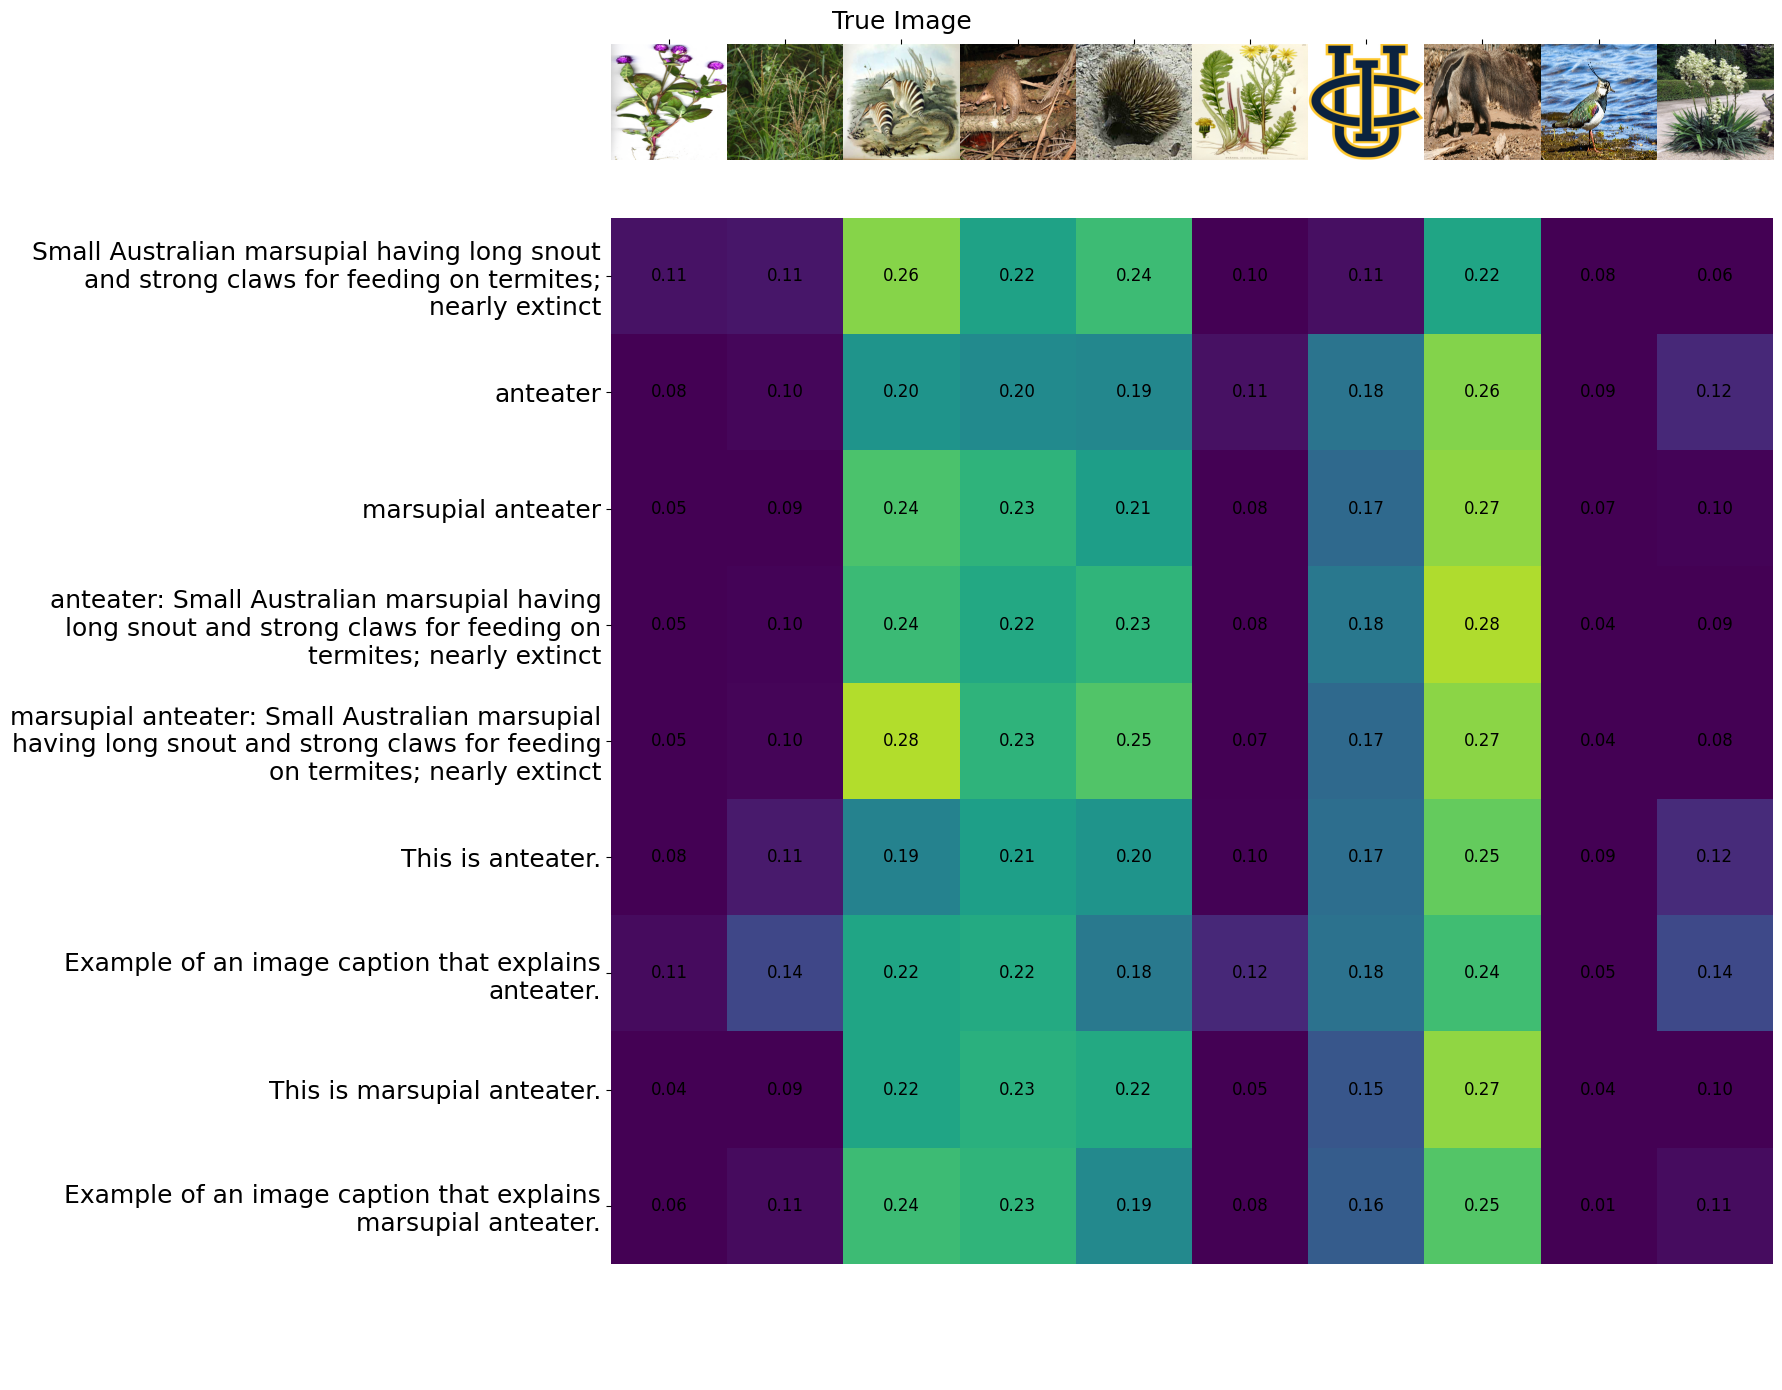 True Image
UCI
Small Australian marsupial having long snout
and strong claws for feeding on termites;
nearly extinct
0.11 0.11 0.26 0.22 0.24 0.10 0.11 0.22 0.08 0.06
anteater
0.08 0.10 0.20 0.20 0.19 0.11 0.18 0.26 0.09 0.12
marsupial anteater
0.05 0.09 0.24 0.23 0.21 0.08 0.17 0.27 0.07 0.10
anteater: Small Australian marsupial having
long snout and strong claws for feeding on
termites; nearly extinct
0.05 0.10 0.24 0.22 0.23 0.08 0.18 0.28 0.04 0.09
marsupial anteater: Small Australian marsupial
having long snout and strong claws for feeding
on termites; nearly extinct
0.05 0.10 0.28 0.23 0.25 0.07 0.17 0.27 0.04 0.08
This is anteater.
0.08 0.11 0.19 0.21 0.20 0.10 0.17 0.25 0.09 0.12
Example of an image caption that explains
anteater.
0.11 0.14 0.22 0.22 0.18 0.12 0.18 0.24 0.05 0.14
This is marsupial anteater.
0.04 0.09 0.22 0.23 0.22 0.05 0.15 0.27 0.04 0.10
Example of an image caption that explains
marsupial anteater.
0.06 0.11 0.24 0.23 0.19 0.08 0.16 0.25 0.01 0.11